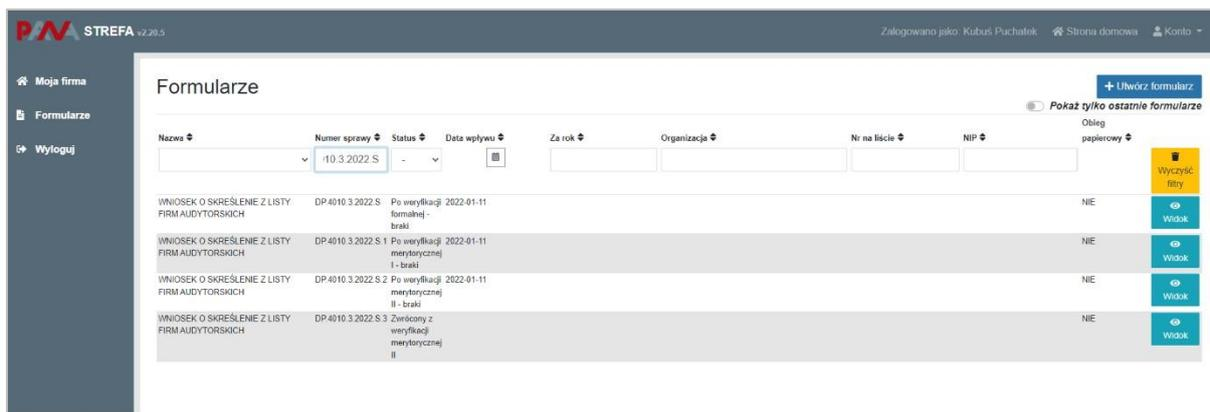 PANA STREFA v2.20.5
Zalogowano jako: Kubuś Puchatek Strona domowa Konto
Moja firma
Formularze
Wyloguj
Formularze
+ Utwórz formularz
Pokaż tylko ostatnie formularze
Nazwa Numer sprawy Status Data wpływu Za rok Organizacja Nr na liście NIP Obieg papierowy
10.3.2022.S -
Wyczyść
filtry
WNIOSEK O SKREŚLENIE Z LISTY DP.4010.3.2022.S Po weryfikacji 2022-01-11 NIE
FIRM AUDYTORSKICH formalnej -
braki
Widok
WNIOSEK O SKREŚLENIE Z LISTY DP.4010.3.2022.S.1 Po weryfikacji 2022-01-11 NIE
FIRM AUDYTORSKICH merytorycznej
I - braki
Widok
WNIOSEK O SKREŚLENIE Z LISTY DP.4010.3.2022.S.2 Po weryfikacji 2022-01-11 NIE
FIRM AUDYTORSKICH merytorycznej
II - braki
Widok
WNIOSEK O SKREŚLENIE Z LISTY DP.4010.3.2022.S.3 Zwrócony z NIE
FIRM AUDYTORSKICH weryfikacji
merytorycznej
II
Widok